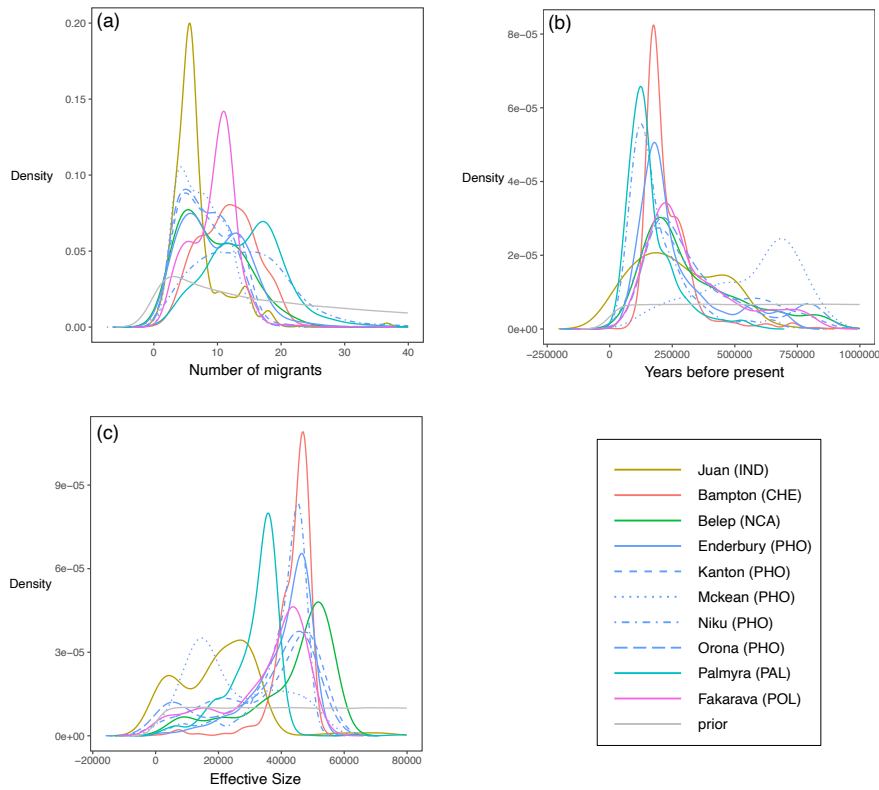 (a)
0.20
0.15
0.10
0.05
0.00
Density
0
10
20
30
40
Number of migrants
(b)
8e-05
6e-05
4e-05
2e-05
0e+00
Density
−250000
0
250000
500000
750000
1000000
Years before present
(c)
9e-05
6e-05
3e-05
0e+00
Density
−20000
0
20000
40000
60000
80000
Effective Size
Juan (IND)
Bampton (CHE)
Belep (NCA)
Enderbury (PHO)
Kanton (PHO)
Mckean (PHO)
Niku (PHO)
Orona (PHO)
Palmyra (PAL)
Fakarava (POL)
prior